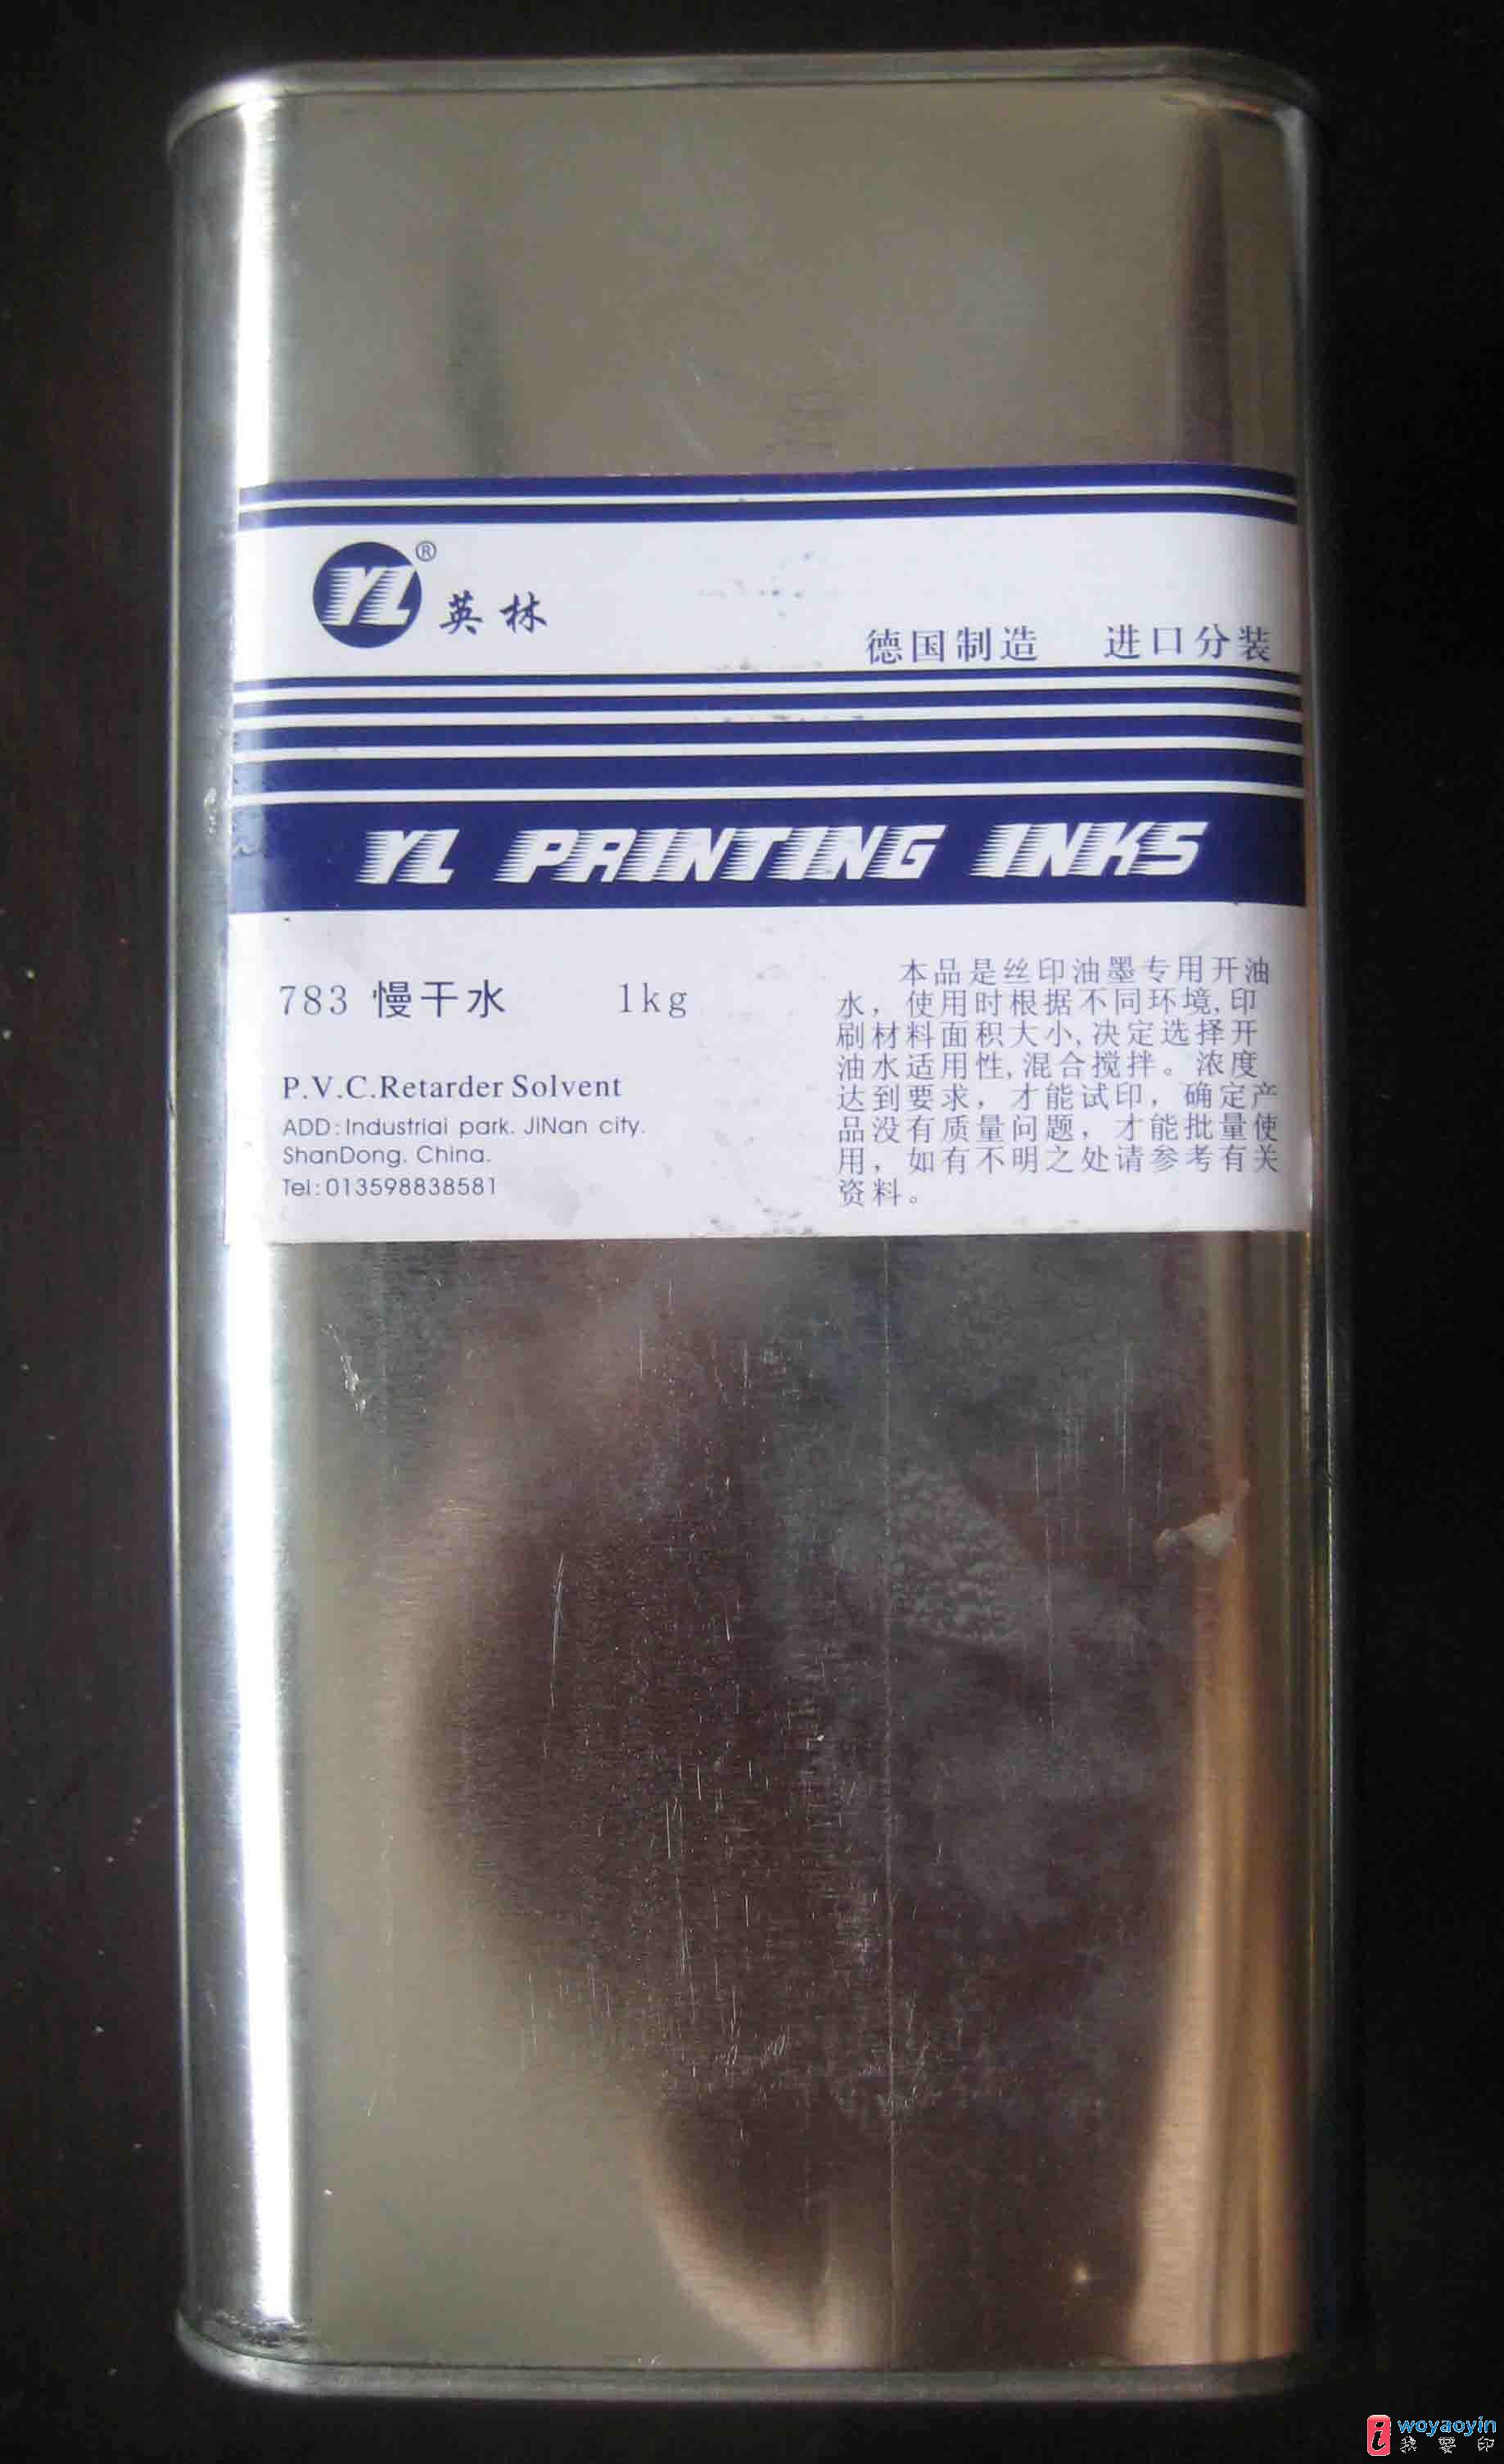 YL®
英林
德国制造 进口分装
YL PRINTING INKS
783 慢干水 1kg
P.V.C.Retarder Solvent
ADD:Industriai park. JiNan city.
ShanDong. China.
Tel:013598838581
本品是丝印油墨专用开油
水，使用时根据不同环境,印
刷材料面积大小,决定选择开
油水适用性,混合搅拌。浓度
达到要求，才能试印，确定产
品没有质量问题，才能批量使
用，如有不明之处请参考有关
资料。
i woyaoyin
我要印